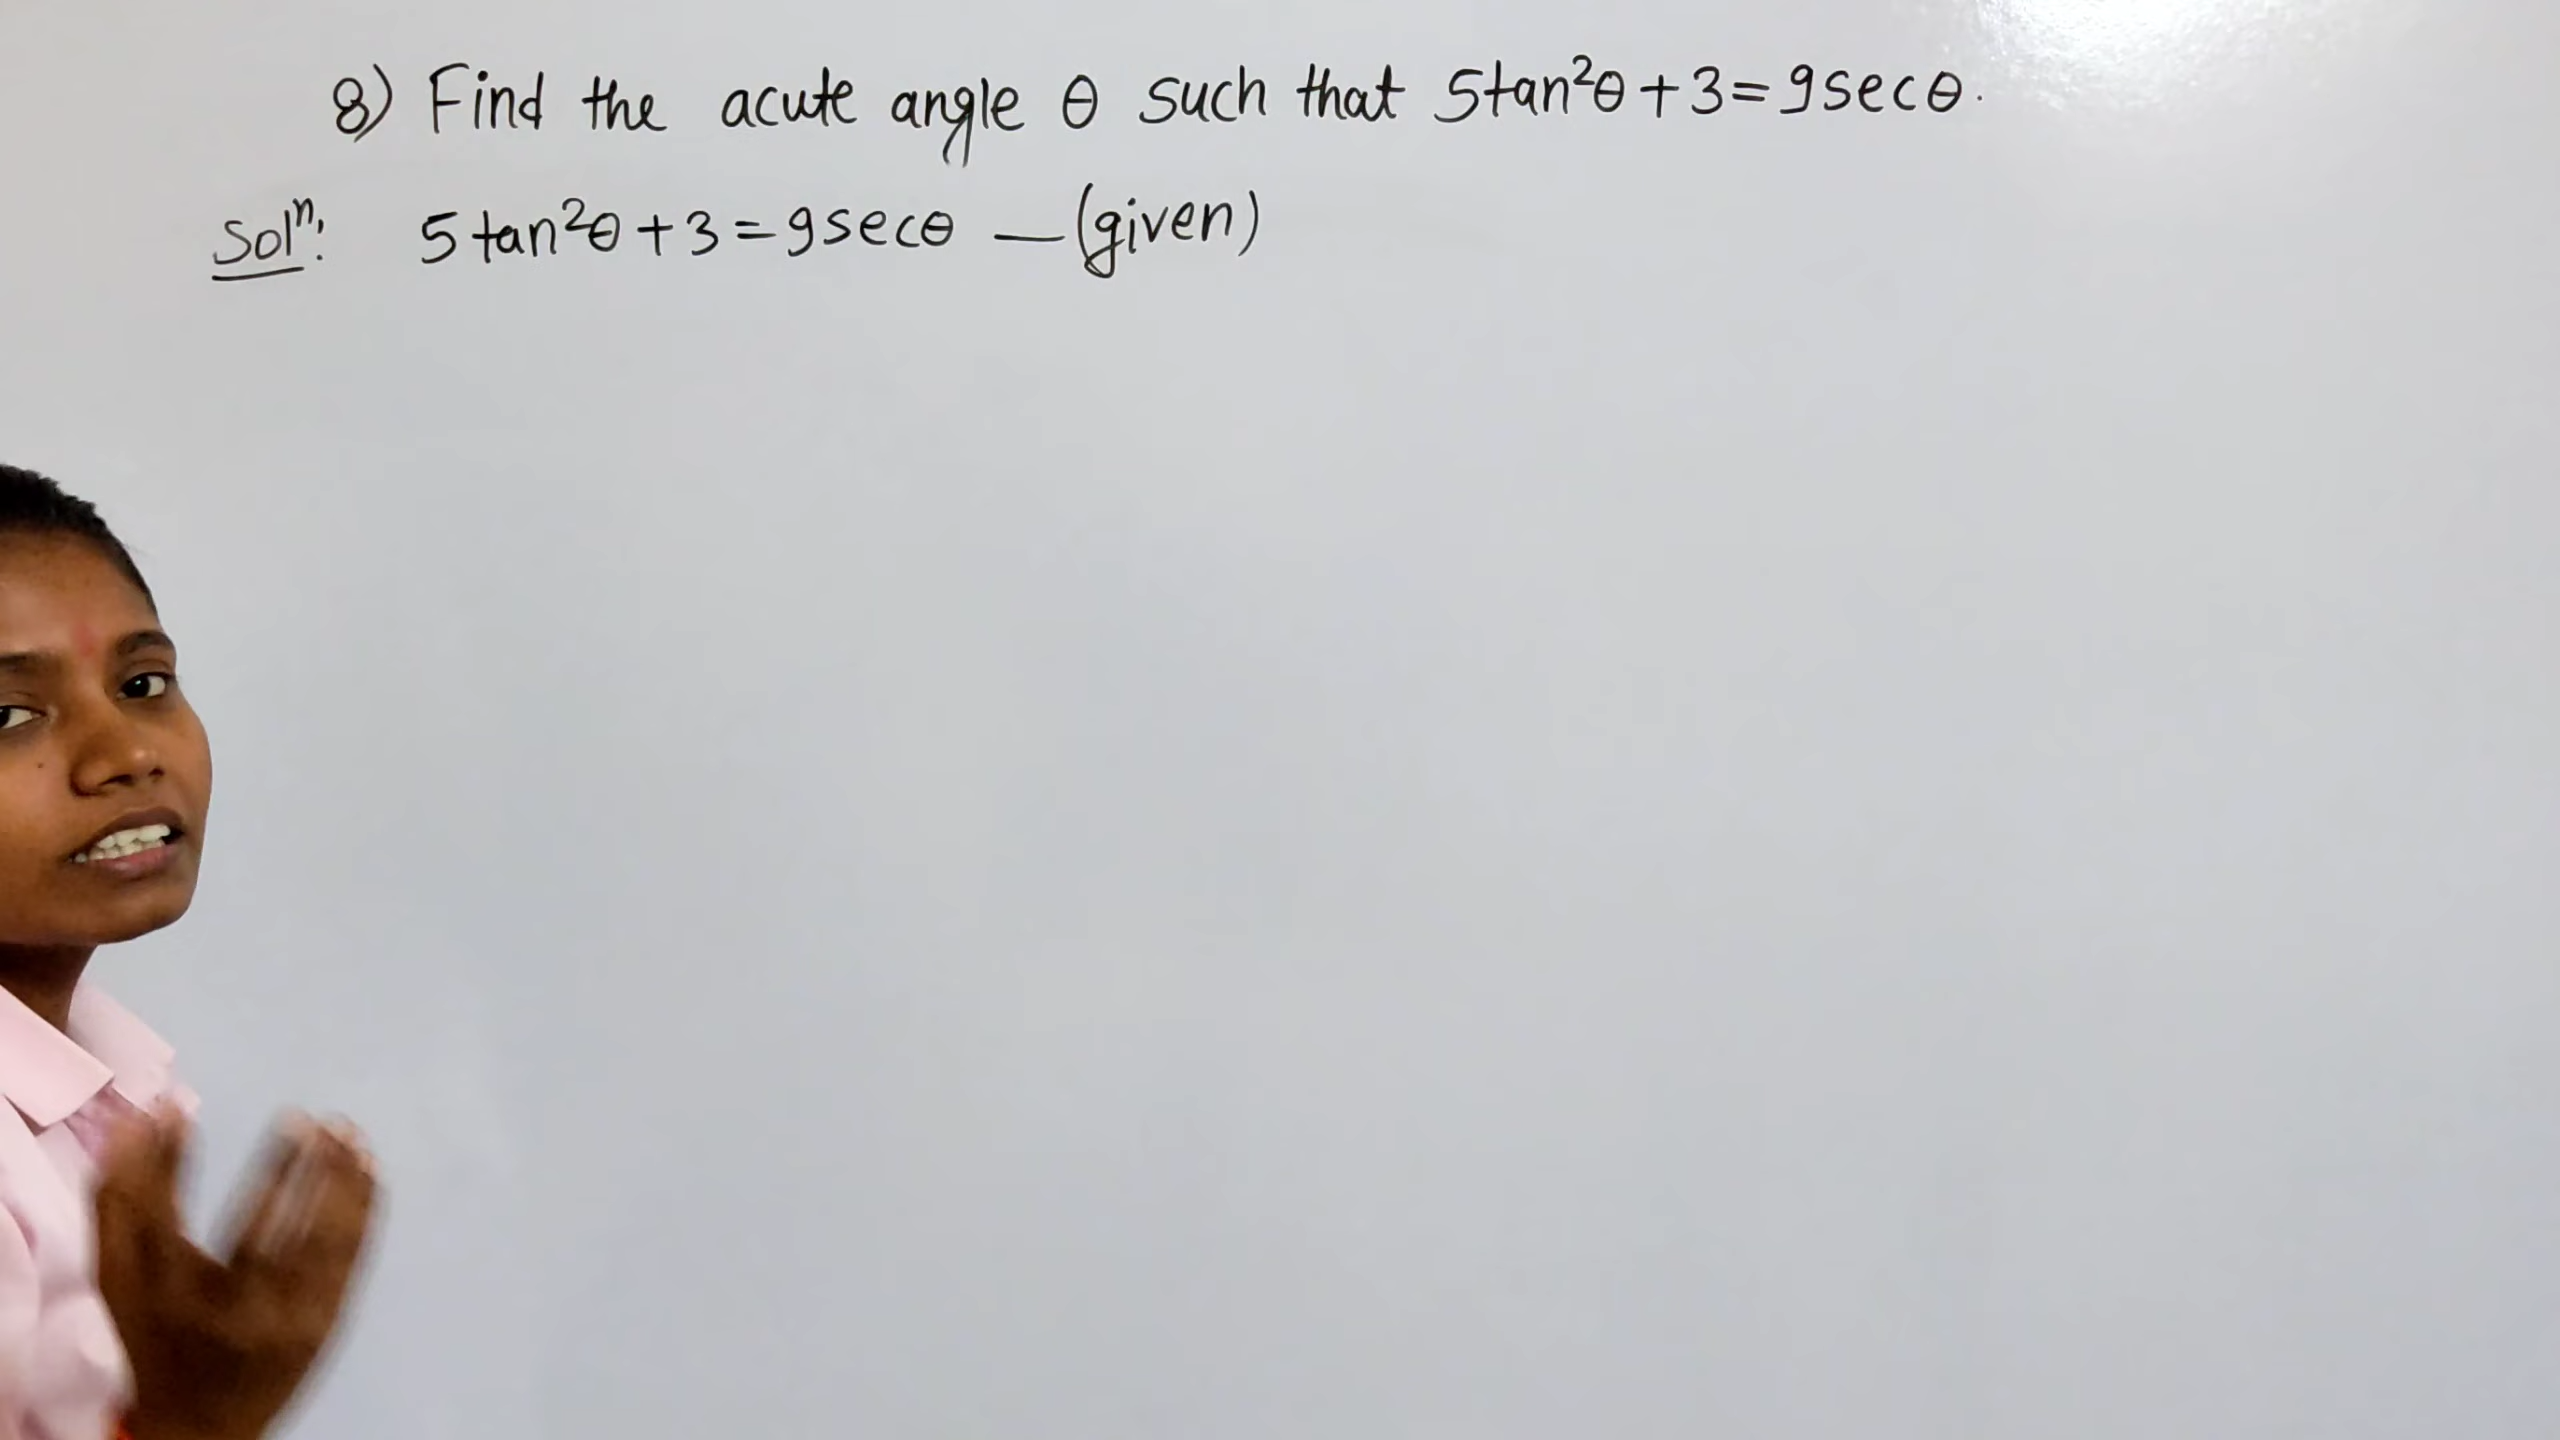 8) Find the acute angle θ such that 5tan²θ+3=9secθ.
Solⁿ: 5tan²θ+3=9secθ —(given)